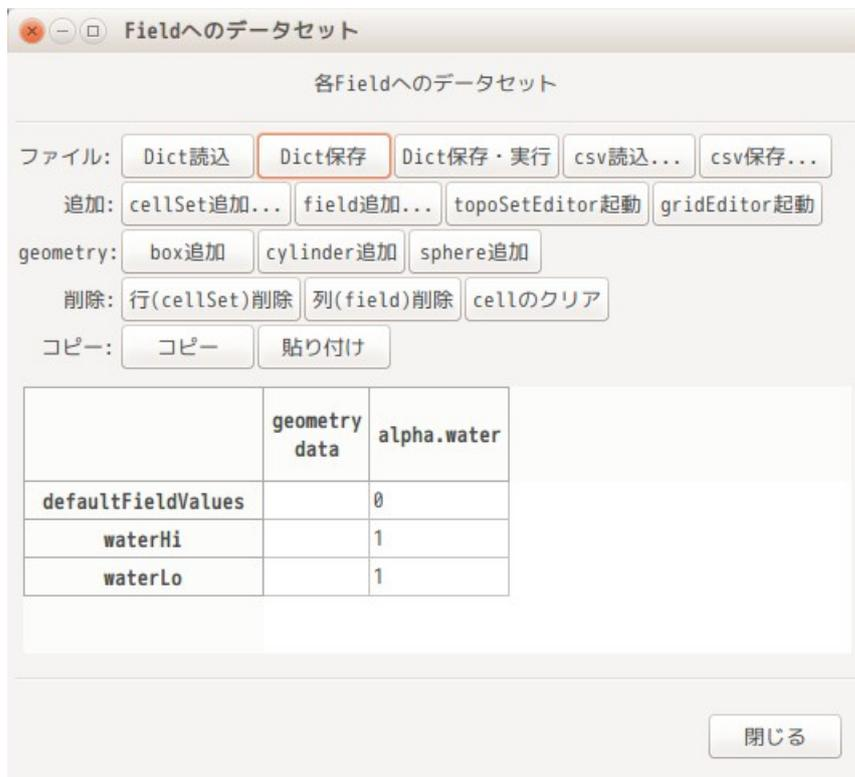 Fieldへのデータセット
各Fieldへのデータセット
ファイル: Dict読込 Dict保存 Dict保存・実行 csv読込... csv保存...
追加: cellSet追加... field追加... topoSetEditor起動 gridEditor起動
geometry: box追加 cylinder追加 sphere追加
削除: 行(cellSet)削除 列(field)削除 cellのクリア
コピー: コピー 貼り付け
geometry
data alpha.water
defaultFieldValues 0
waterHi 1
waterLo 1
閉じる